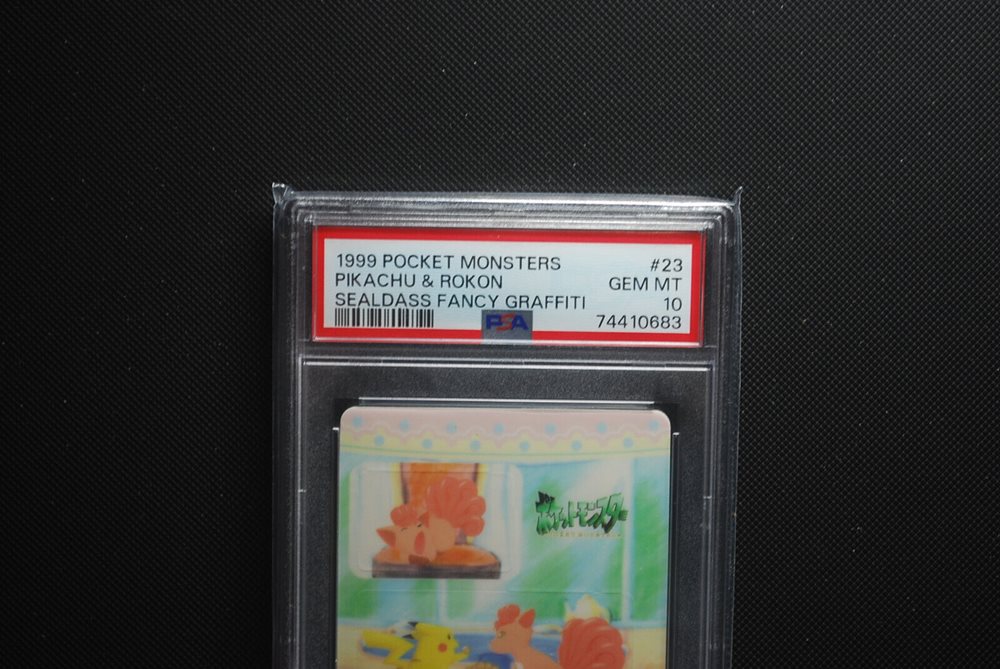 1999 POCKET MONSTERS #23
PIKACHU & ROKON GEM MT
SEALDASS FANCY GRAFFITI 10
PSA 74410683
ポケットモンスター